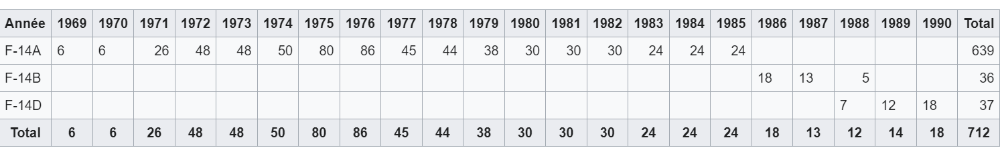 Année 1969 1970 1971 1972 1973 1974 1975 1976 1977 1978 1979 1980 1981 1982 1983 1984 1985 1986 1987 1988 1989 1990 Total
F-14A 6 6 26 48 48 50 80 86 45 44 38 30 30 30 24 24 24 639
F-14B 18 13 5 36
F-14D 7 12 18 37
Total 6 6 26 48 48 50 80 86 45 44 38 30 30 30 24 24 24 18 13 12 14 18 712